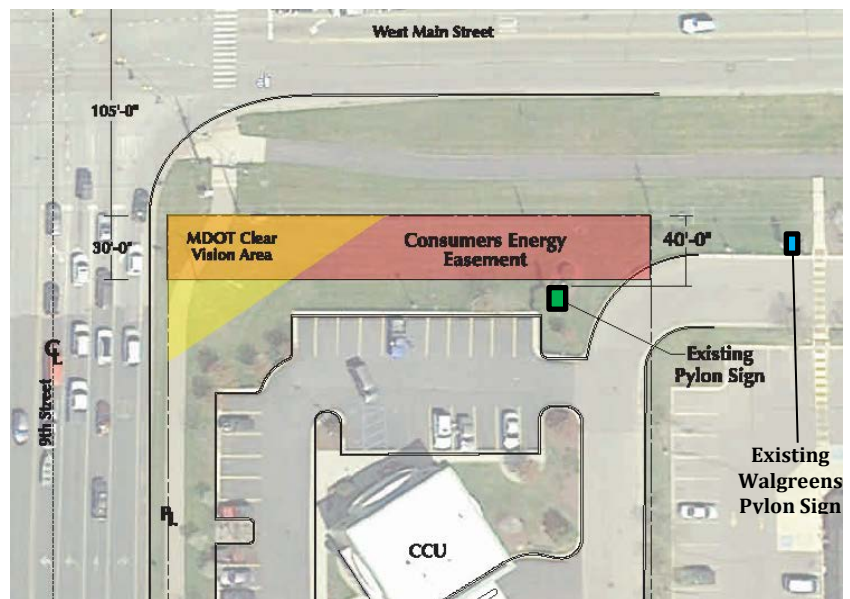 West Main Street
105'-0"
MDOT Clear
Vision Area
Consumers Energy
Easement
30'-0"
40'-0"
Existing
Pylon Sign
CL
9th Street
Existing
Walgreens
Pylon Sign
PL
CCU